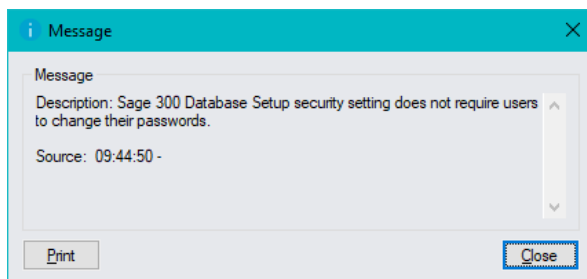 Message
Message
Description: Sage 300 Database Setup security setting does not require users
to change their passwords.
Source: 09:44:50 -
Print
Close